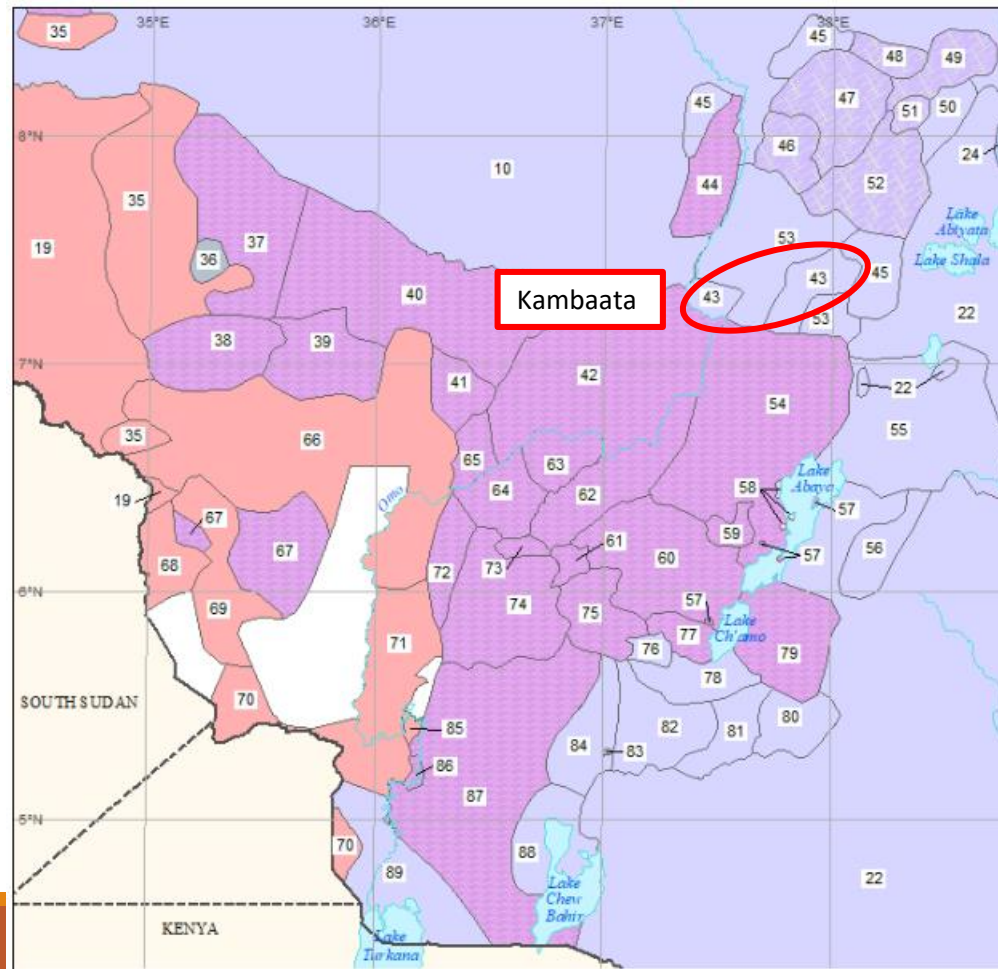 35°E 36°E 37°E 38°E
35 45 48 49
8°N
45 47 51 50
46 24
10 44 52
35 Lake Abiyata
19 37 53
36 Lake Shala
40 Kambaata 43 43 45
53 22
38 39
7°N
41 42 22
54 55
35 66 65 63
64 62 58 Lake Abaya 57
19 Omo
67 61 59
68 67 72 73 60 57 56
6°N
69 74 75 57
71 77 Lake Ch'amo
76 79
78
SOUTH SUDAN 70
85 82 81 80
84 83
86
87
5°N
70 88
89 22
Lake Chew Bahir
KENYA
Lake Turkana